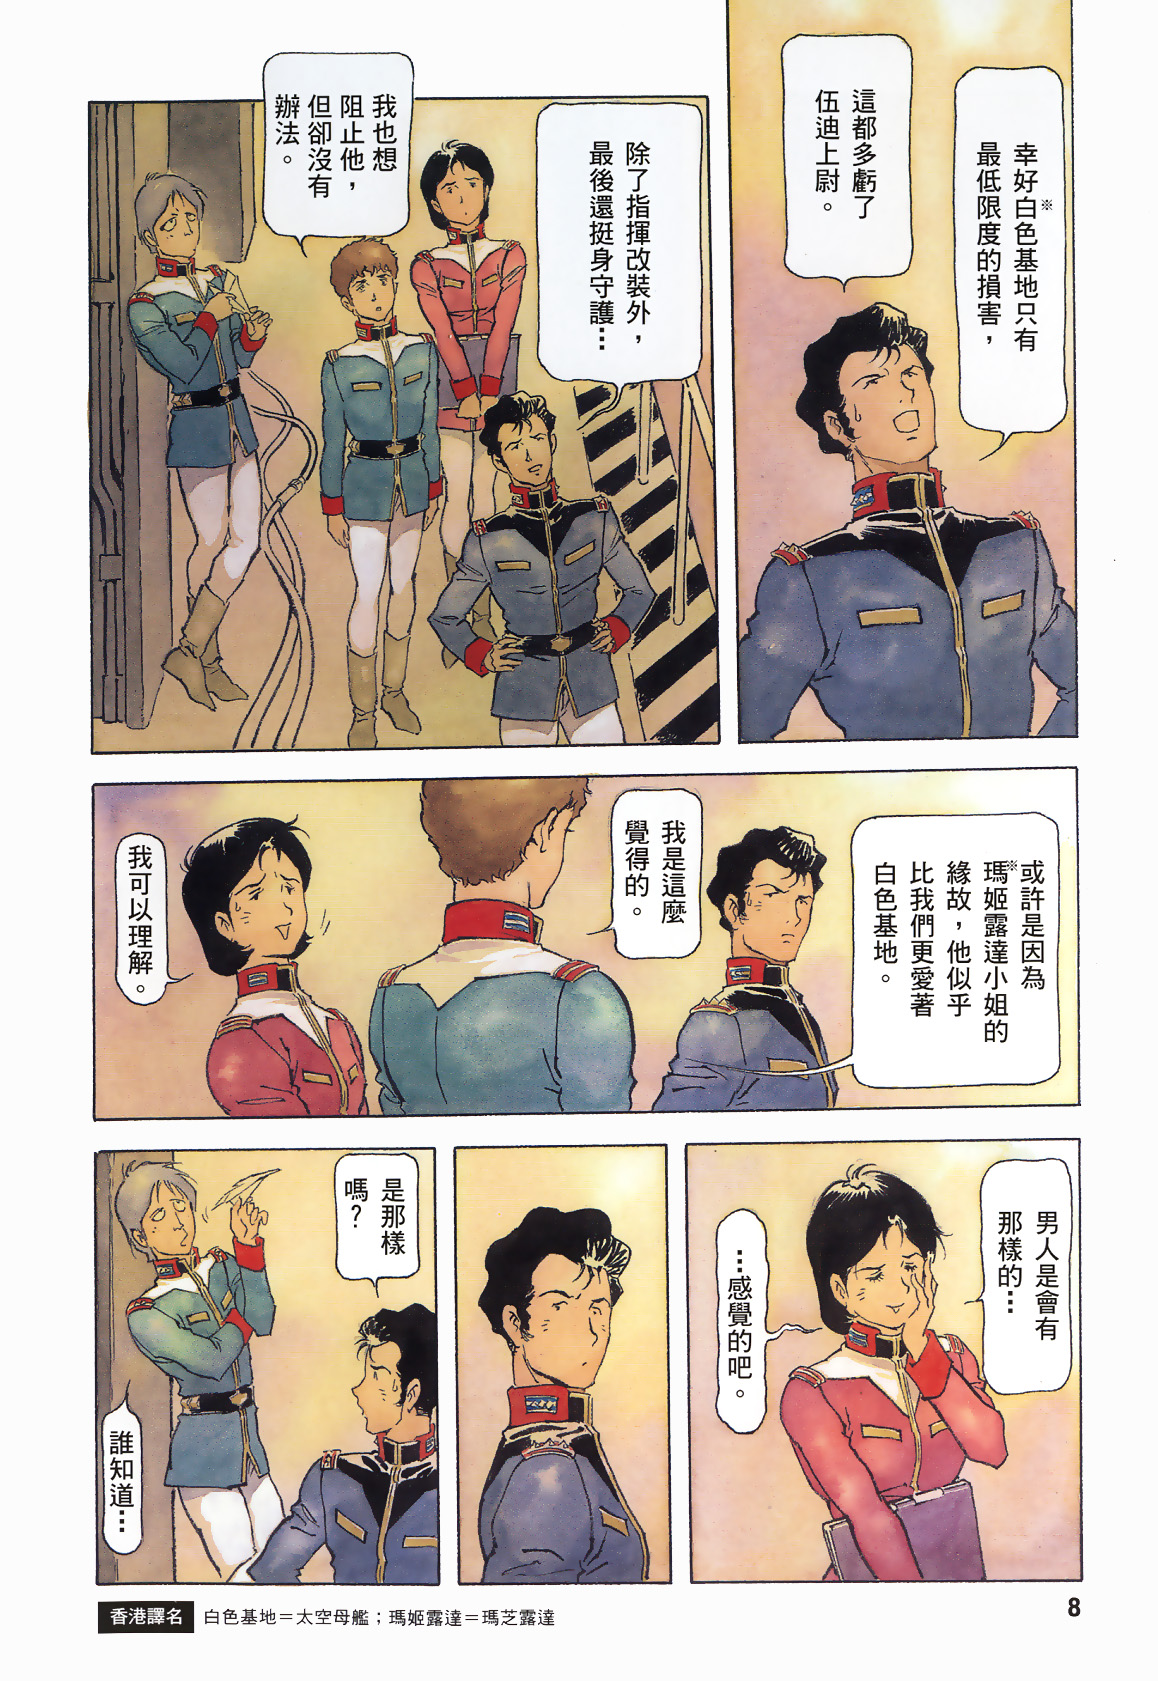 幸好白色基地只有
※
最低限度的損害，
這都多虧了
伍迪上尉。
除了指揮改裝外，
最後還挺身守護⋯
我也想
阻止他，
但卻沒有
辦法。
或許是因為
※
瑪姬露達小姐的
緣故，他似乎
比我們更愛著
白色基地。
我是這麼
覺得的。
我可以理解。
男人是會有
那樣的⋯
⋯感覺的吧。
是那樣
嗎？
誰知道⋯
香港譯名 白色基地＝太空母艦；瑪姬露達＝瑪芝露達
8